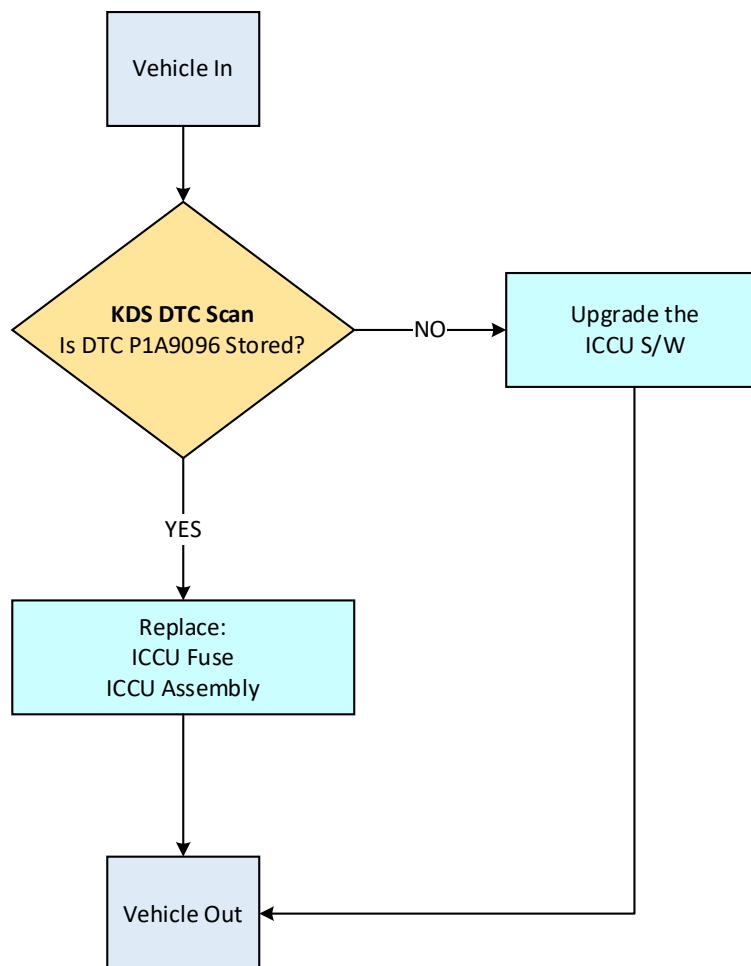 Vehicle In
KDS DTC Scan
Is DTC P1A9096 Stored?
NO
Upgrade the
ICCU S/W
YES
Replace:
ICCU Fuse
ICCU Assembly
Vehicle Out